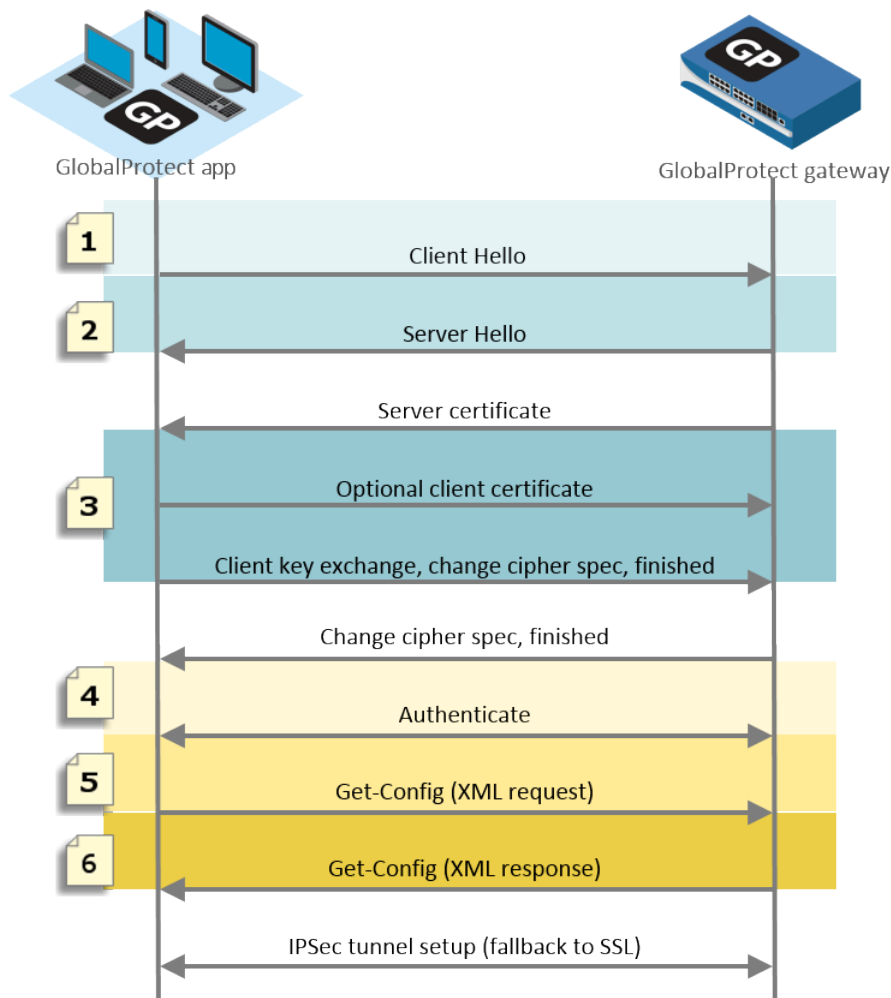 GP
GP
GlobalProtect app
GlobalProtect gateway
1
Client Hello
2
Server Hello
Server certificate
3
Optional client certificate
Client key exchange, change cipher spec, finished
Change cipher spec, finished
4
Authenticate
5
Get-Config (XML request)
6
Get-Config (XML response)
IPSec tunnel setup (fallback to SSL)